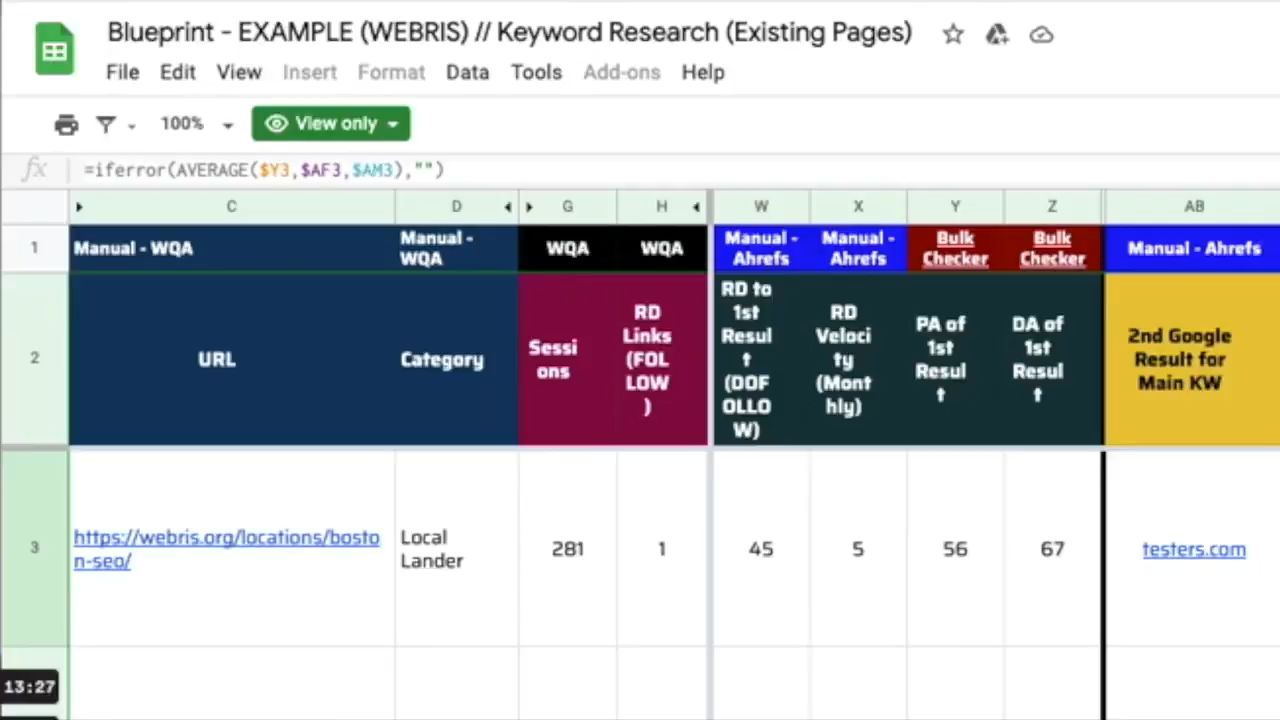 Blueprint - EXAMPLE (WEBRIS) // Keyword Research (Existing Pages)
File Edit View Insert Format Data Tools Add-ons Help
100% View only
fx =iferror(AVERAGE($Y3,$AF3,$AM3),"")
C D G H W X Y Z AB
1
Manual - WQA
Manual -
WQA
WQA
WQA
Manual -
Ahrefs
Manual -
Ahrefs
Bulk
Checker
Bulk
Checker
Manual - Ahrefs
2
URL
Category
Sessi
ons
RD
Links
(FOL
LOW
)
RD to
1st
Resul
t
(DOF
OLLO
W)
RD
Veloci
ty
(Mont
hly)
PA of
1st
Resul
t
DA of
1st
Resul
t
2nd Google
Result for
Main KW
3
https://webris.org/locations/bosto
n-seo/
Local
Lander
281
1
45
5
56
67
testers.com
13:27